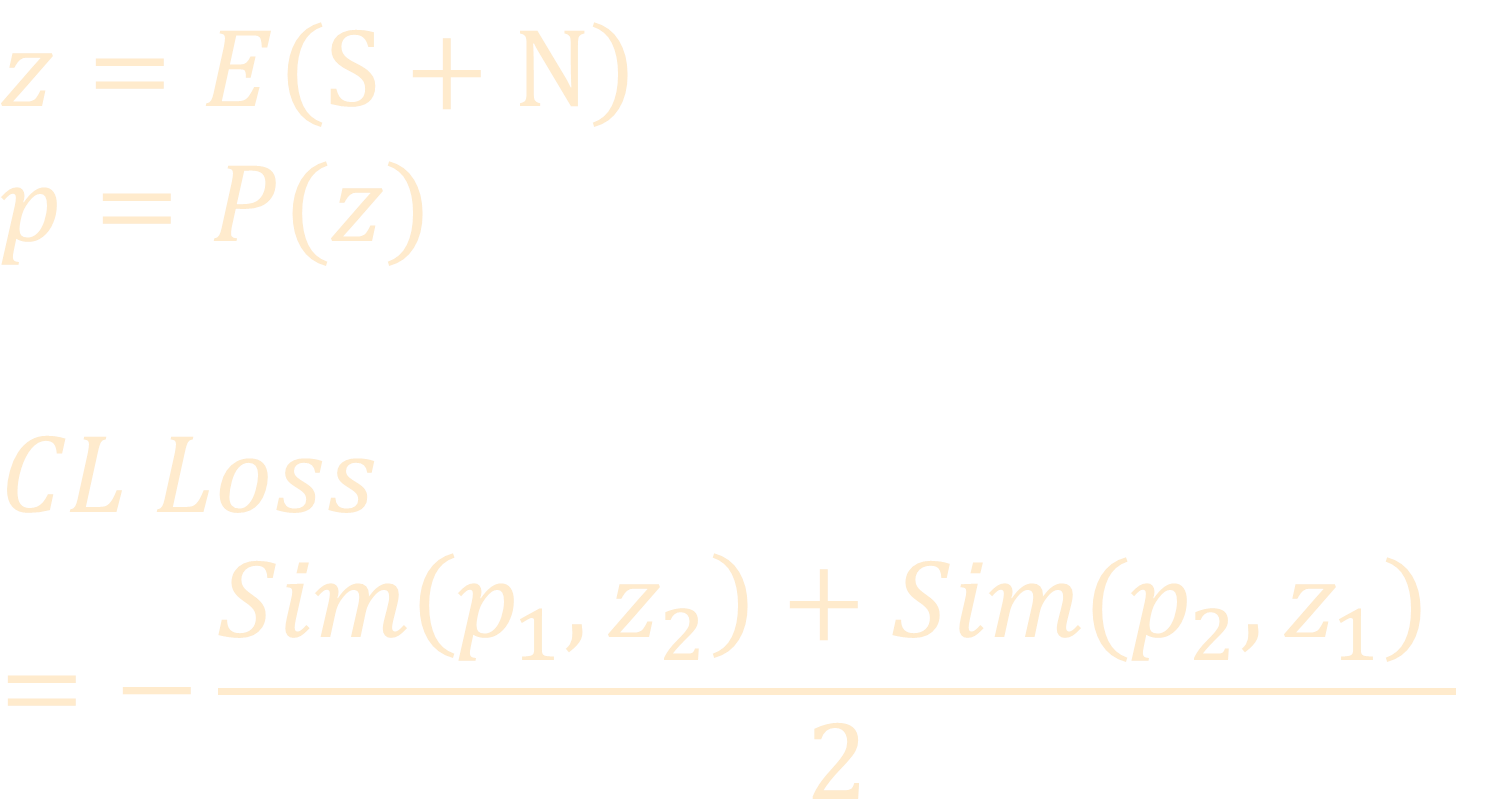 z = E(S + N)
p = P(z)
CL Loss
= − (Sim(p₁, z₂) + Sim(p₂, z₁)) / 2